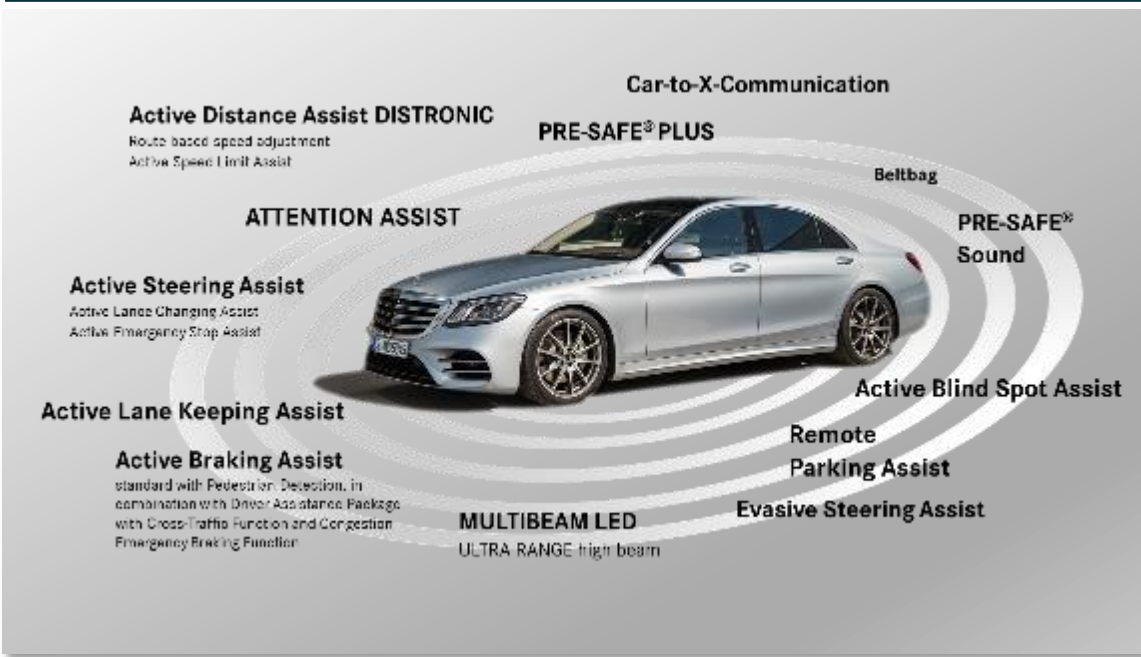 Car-to-X-Communication
Active Distance Assist DISTRONIC
Route based speed adjustment
Active Speed Limit Assist
PRE-SAFE® PLUS
Beltbag
ATTENTION ASSIST
PRE-SAFE®
Sound
Active Steering Assist
Active Lance Changing Assist
Active Emergency Stop Assist
Active Blind Spot Assist
Active Lane Keeping Assist
Remote
Parking Assist
Active Braking Assist
standard with Pedestrian Detection, in
combination with Driver Assistance Package
with Cross-Traffic Function and Congestion
Emergency Braking Function
Evasive Steering Assist
MULTIBEAM LED
ULTRA RANGE high beam